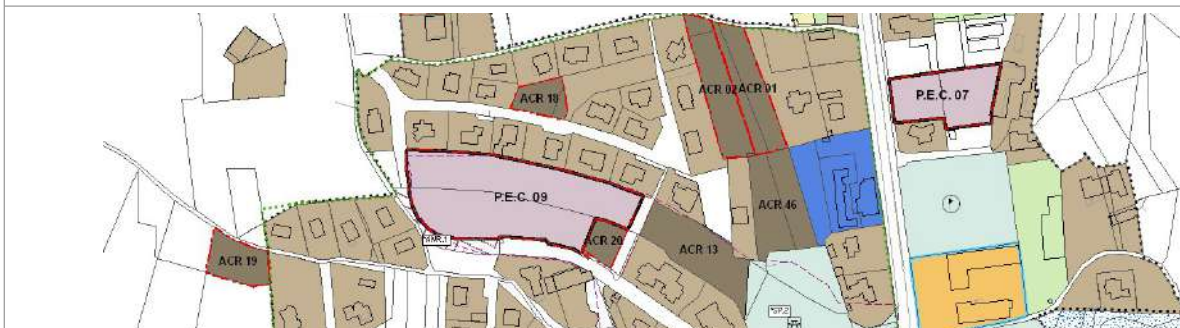 ACR 18
ACR 02
ACR 01
P.E.C. 07
P.E.C. 09
ACR 46
ACR 20
ACR 13
ACR 19